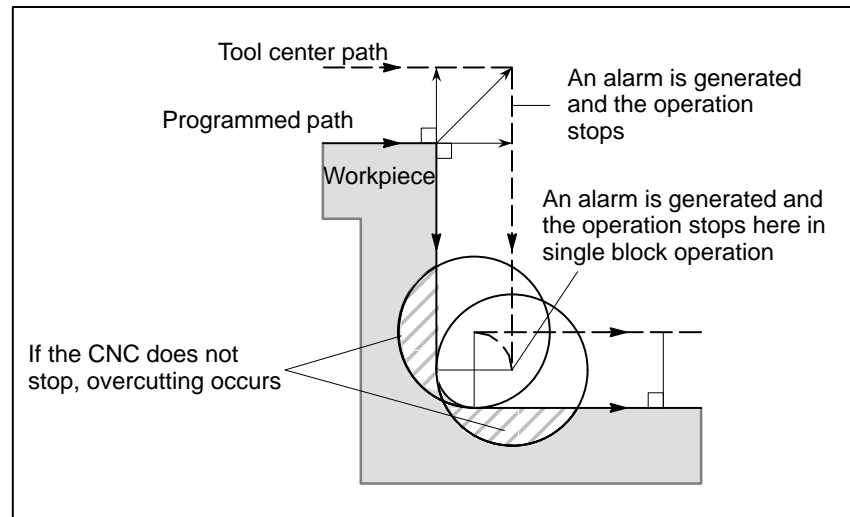 Tool center path
An alarm is generated
and the operation
stops
Programmed path
Workpiece
An alarm is generated and
the operation stops here in
single block operation
If the CNC does not
stop, overcutting occurs